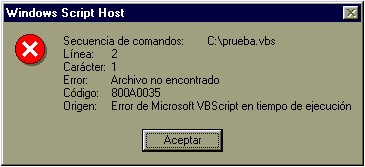 Windows Script Host
Secuencia de comandos: C:\prueba.vbs
Línea: 2
Carácter: 1
Error: Archivo no encontrado
Código: 800A0035
Origen: Error de Microsoft VBScript en tiempo de ejecución
Aceptar